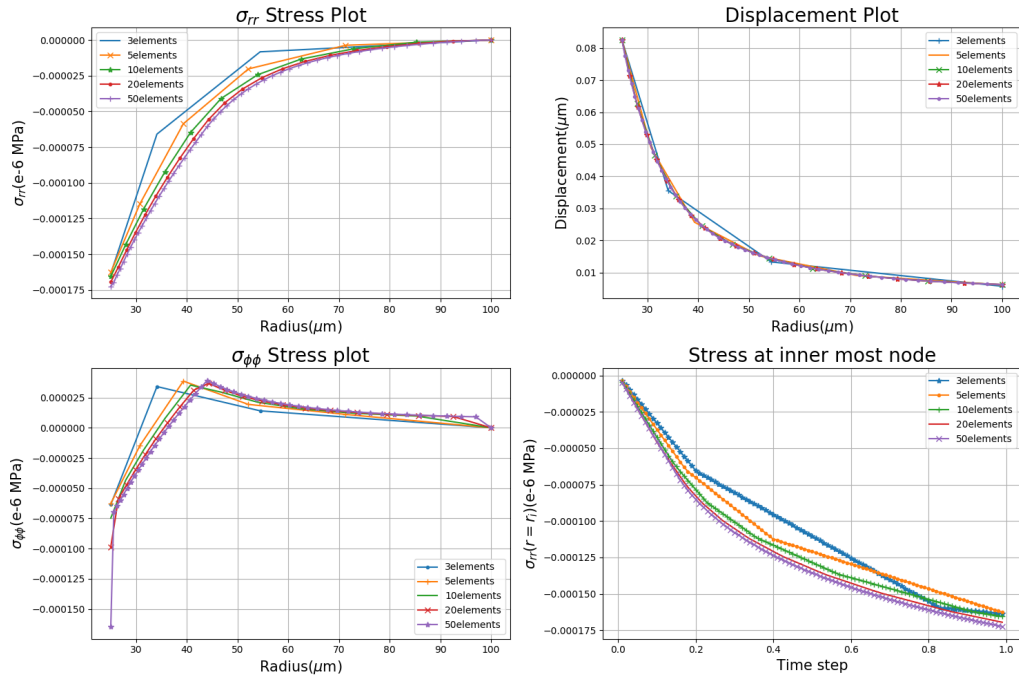 σrr Stress Plot
0.000000
−0.000025
−0.000050
−0.000075
−0.000100
−0.000125
−0.000150
−0.000175
σrr(e-6 MPa)
3elements
5elements
10elements
20elements
50elements
30 40 50 60 70 80 90 100
Radius(μm)
Displacement Plot
0.08
0.07
0.06
0.05
0.04
0.03
0.02
0.01
Displacement(μm)
3elements
5elements
10elements
20elements
50elements
30 40 50 60 70 80 90 100
Radius(μm)
σϕϕ Stress plot
0.000025
0.000000
−0.000025
−0.000050
−0.000075
−0.000100
−0.000125
−0.000150
σϕϕ(e-6 MPa)
3elements
5elements
10elements
20elements
50elements
30 40 50 60 70 80 90 100
Radius(μm)
Stress at inner most node
0.000000
−0.000025
−0.000050
−0.000075
−0.000100
−0.000125
−0.000150
−0.000175
σrr(r = ri)(e-6 MPa)
3elements
5elements
10elements
20elements
50elements
0.0 0.2 0.4 0.6 0.8 1.0
Time step